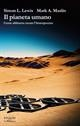 Simon L. Lewis Mark A. Maslin
Il pianeta umano
Come abbiamo creato l'Antropocene